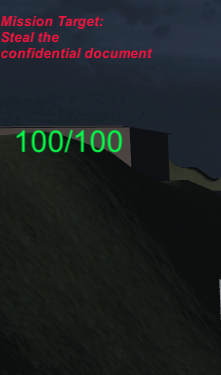 Mission Target:
Steal the
confidential document
100/100